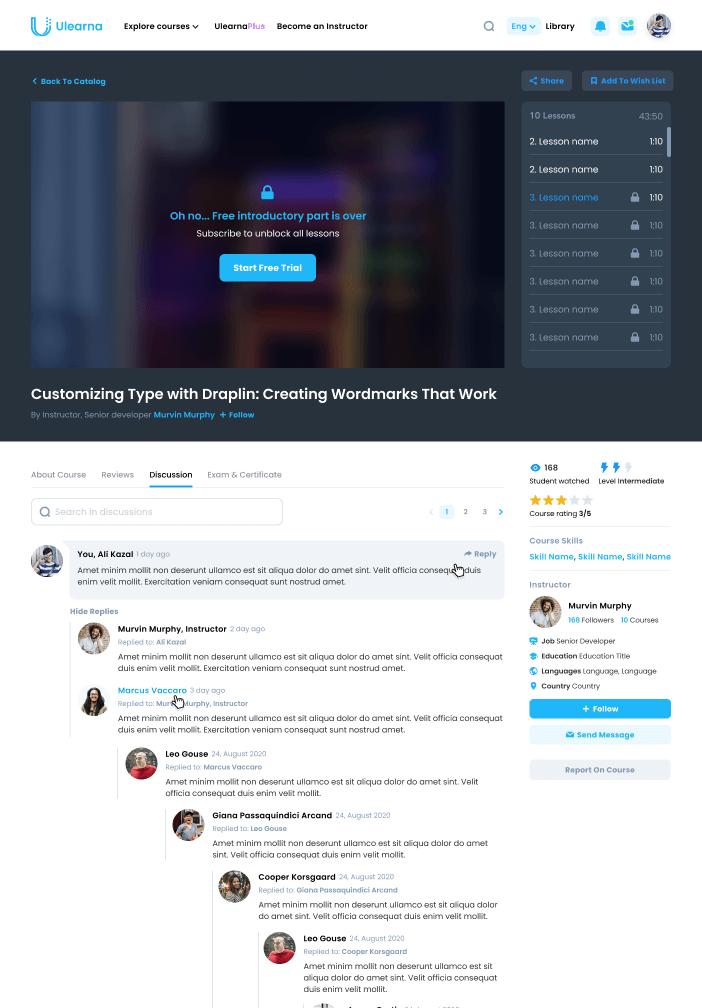 Ulearna
Explore courses
UlearnaPlus
Become an Instructor
Eng
Library
Back To Catalog
Share
Add To Wish List
Oh no... Free introductory part is over
Subscribe to unblock all lessons
Start Free Trial
10 Lessons 43:50
2. Lesson name 1:10
2. Lesson name 1:10
3. Lesson name 1:10
3. Lesson name 1:10
3. Lesson name 1:10
3. Lesson name 1:10
3. Lesson name 1:10
3. Lesson name 1:10
Customizing Type with Draplin: Creating Wordmarks That Work
By Instructor, Senior developer Murvin Murphy + Follow
About Course Reviews Discussion Exam & Certificate
Search in discussions
1 2 3
You, Ali Kazal 1 day ago Reply
Amet minim mollit non deserunt ullamco est sit aliqua dolor do amet sint. Velit officia consequat duis
enim velit mollit. Exercitation veniam consequat sunt nostrud amet.
Hide Replies
Murvin Murphy, Instructor 2 day ago
Replied to: Ali Kazal
Amet minim mollit non deserunt ullamco est sit aliqua dolor do amet sint. Velit officia consequat
duis enim velit mollit. Exercitation veniam consequat sunt nostrud amet.
Marcus Vaccaro 3 day ago
Replied to: Murvin Murphy, Instructor
Amet minim mollit non deserunt ullamco est sit aliqua dolor do amet sint. Velit officia consequat
duis enim velit mollit. Exercitation veniam consequat sunt nostrud amet.
Leo Gouse 24, August 2020
Replied to: Marcus Vaccaro
Amet minim mollit non deserunt ullamco est sit aliqua dolor do amet sint. Velit
officia consequat duis enim velit mollit.
Giana Passaquindici Arcand 24, August 2020
Replied to: Leo Gouse
Amet minim mollit non deserunt ullamco est sit aliqua dolor do amet
sint. Velit officia consequat duis enim velit mollit.
Cooper Korsgaard 24, August 2020
Replied to: Giana Passaquindici Arcand
Amet minim mollit non deserunt ullamco est sit aliqua dolor
do amet sint. Velit officia consequat duis enim velit mollit.
Leo Gouse 24, August 2020
Replied to: Cooper Korsgaard
Amet minim mollit non deserunt ullamco est sit
aliqua dolor do amet sint. Velit officia consequat
duis enim velit mollit.
168
Student watched
Level Intermediate
Course rating 3/5
Course Skills
Skill Name, Skill Name, Skill Name
Instructor
Murvin Murphy
168 Followers 10 Courses
Job Senior Developer
Education Education Title
Languages Language, Language
Country Country
+ Follow
Send Message
Report On Course